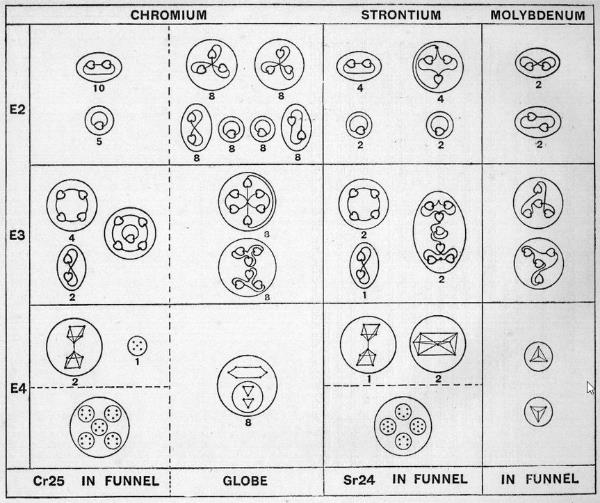 CHROMIUM STRONTIUM MOLYBDENUM
E2
10 8 8 4 4 2
5 8 8 8 8 2 2 2
E3
4 8 2
2 8 1 2
E4
2 1 1 2
8
Cr25 IN FUNNEL GLOBE Sr24 IN FUNNEL IN FUNNEL